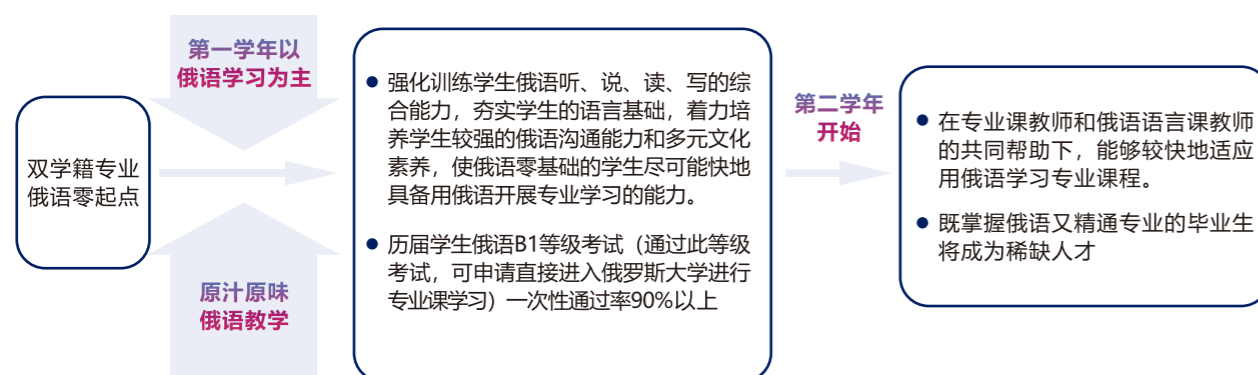 双学籍专业
俄语零起点
第一学年以
俄语学习为主
原汁原味
俄语教学
强化训练学生俄语听、说、读、写的综
合能力，夯实学生的语言基础，着力培
养学生较强的俄语沟通能力和多元文化
素养，使俄语零基础的学生尽可能快地
具备用俄语开展专业学习的能力。
历届学生俄语B1等级考试（通过此等级
考试，可申请直接进入俄罗斯大学进行
专业课学习）一次性通过率90%以上
第二学年
开始
在专业课教师和俄语语言课教师
的共同帮助下，能够较快地适应
用俄语学习专业课程。
既掌握俄语又精通专业的毕业生
将成为稀缺人才